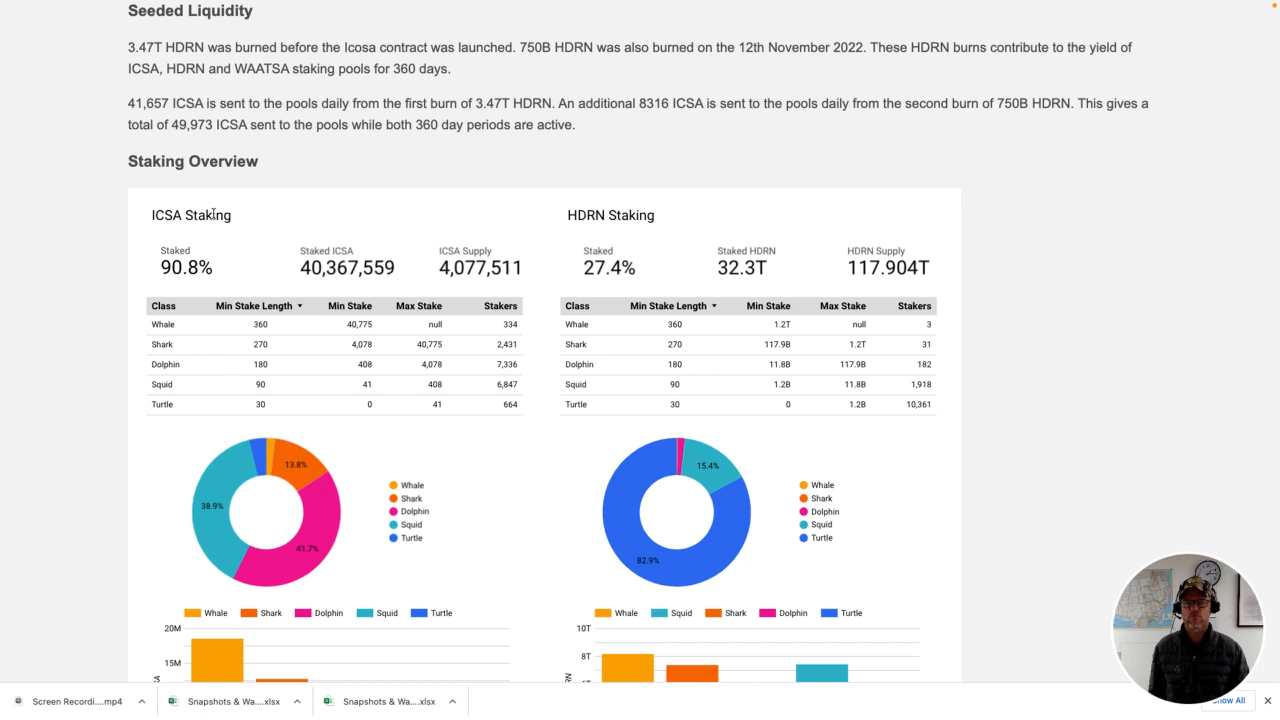 Seeded Liquidity
3.47T HDRN was burned before the Icosa contract was launched. 750B HDRN was also burned on the 12th November 2022. These HDRN burns contribute to the yield of
ICSA, HDRN and WAATSA staking pools for 360 days.
41,657 ICSA is sent to the pools daily from the first burn of 3.47T HDRN. An additional 8316 ICSA is sent to the pools daily from the second burn of 750B HDRN. This gives a
total of 49,973 ICSA sent to the pools while both 360 day periods are active.
Staking Overview
ICSA Staking
Staked Staked ICSA ICSA Supply
90.8% 40,367,559 4,077,511
Class Min Stake Length Min Stake Max Stake Stakers
Whale 360 40,775 null 334
Shark 270 4,078 40,775 2,431
Dolphin 180 408 4,078 7,336
Squid 90 41 408 6,847
Turtle 30 0 41 664
13.8%
38.9%
41.7%
Whale
Shark
Dolphin
Squid
Turtle
Whale Shark Dolphin Squid Turtle
20M
15M
HDRN Staking
Staked Staked HDRN HDRN Supply
27.4% 32.3T 117.904T
Class Min Stake Length Min Stake Max Stake Stakers
Whale 360 1.2T null 3
Shark 270 117.9B 1.2T 31
Dolphin 180 11.8B 117.9B 182
Squid 90 1.2B 11.8B 1,918
Turtle 30 0 1.2B 10,361
15.4%
82.9%
Whale
Shark
Dolphin
Squid
Turtle
Whale Squid Shark Dolphin Turtle
10T
8T
Screen Recordi....mp4 Snapshots & Wa....xlsx Snapshots & Wa....xlsx Show All